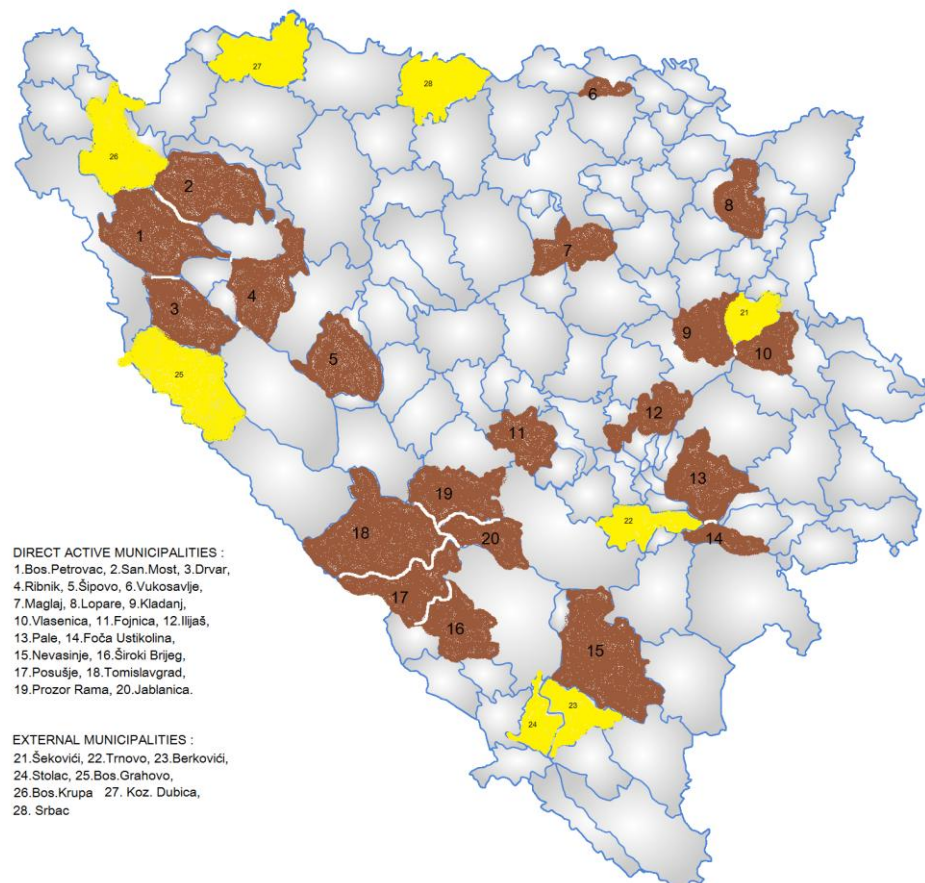 27
28
6
26
2
8
1
7
4
3
21
9
5
10
25
12
11
13
19
18
22
20
14
17
16
15
23
24
DIRECT ACTIVE MUNICIPALITIES :
1.Bos.Petrovac, 2.San.Most, 3.Drvar,
4.Ribnik, 5.Šipovo, 6.Vukosavlje,
7.Maglaj, 8.Lopare, 9.Kladanj,
10.Vlasenica, 11.Fojnica, 12.Ilijaš,
13.Pale, 14.Foča Ustikolina,
15.Nevasinje, 16.Široki Brijeg,
17.Posušje, 18.Tomislavgrad,
19.Prozor Rama, 20.Jablanica.
EXTERNAL MUNICIPALITIES :
21.Šekovići, 22.Trnovo, 23.Berkovići,
24.Stolac, 25.Bos.Grahovo,
26.Bos.Krupa 27. Koz. Dubica,
28. Srbac